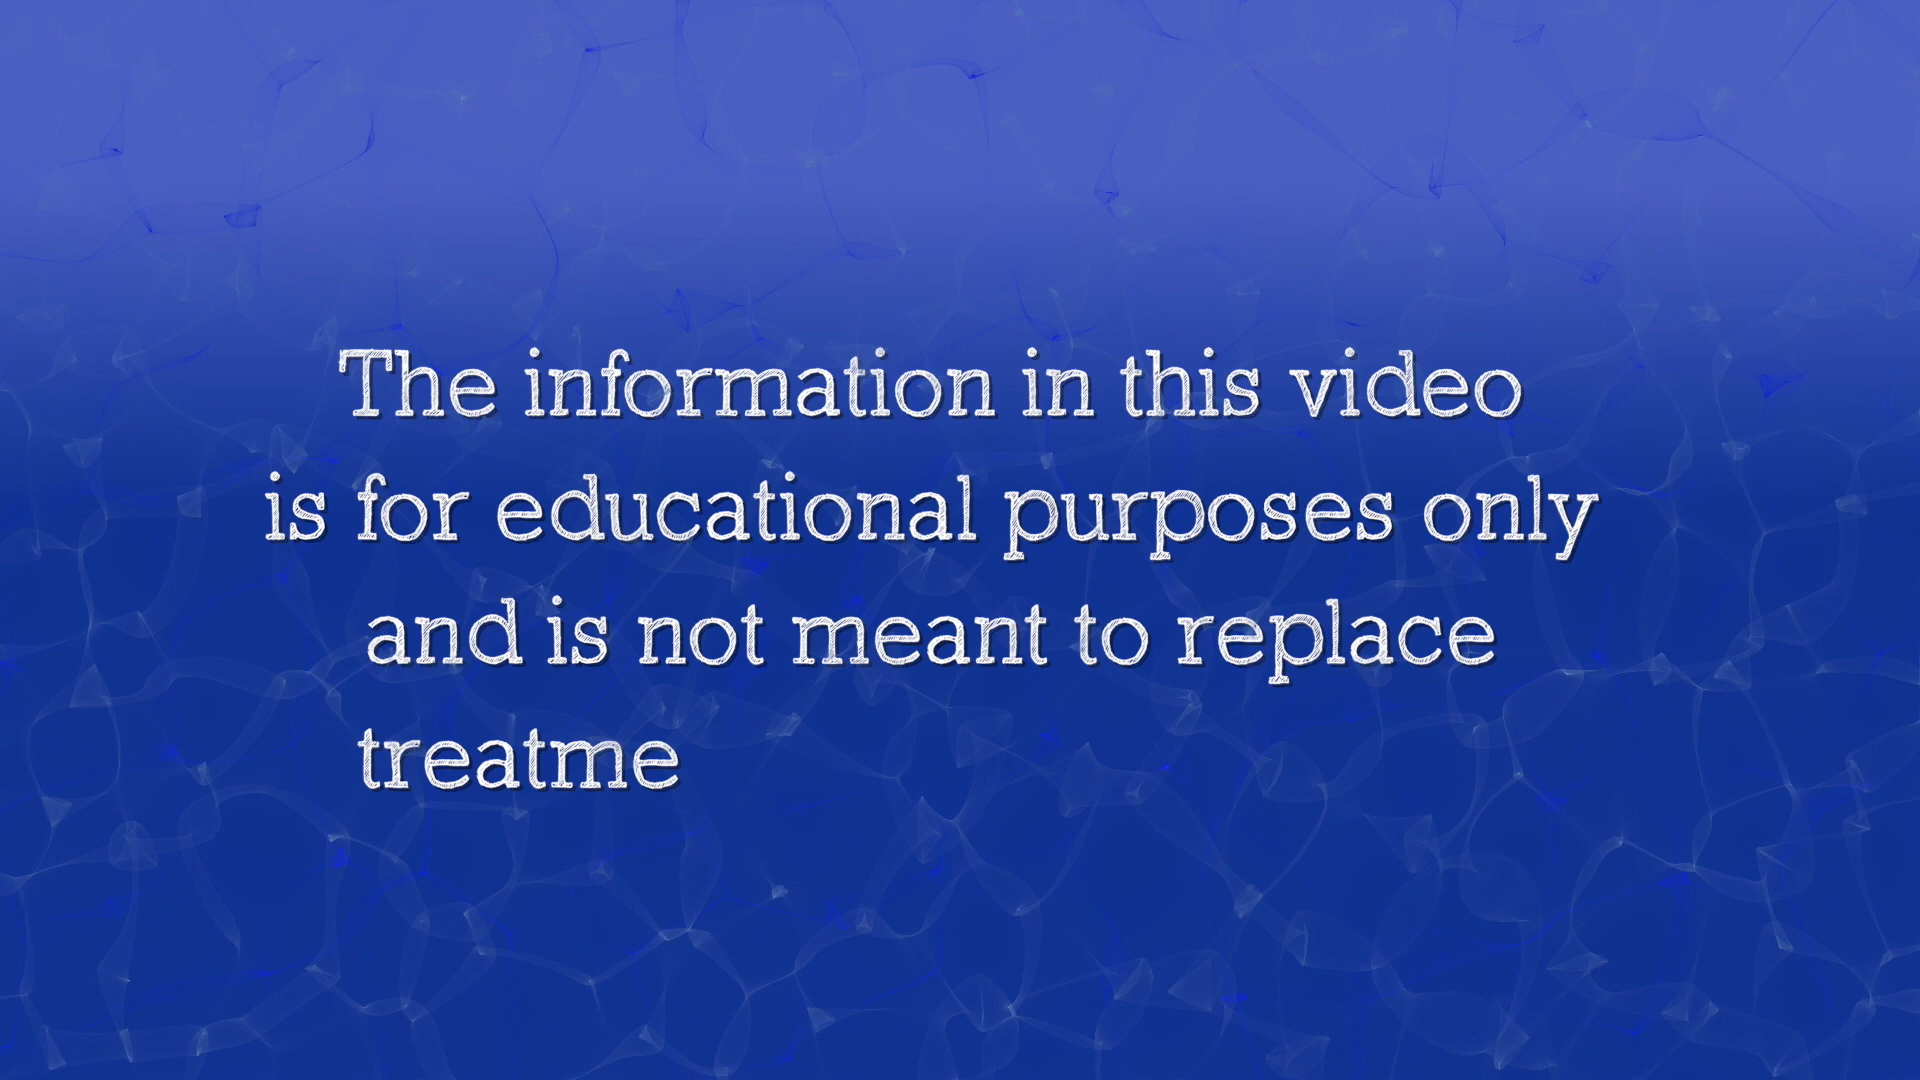 The information in this video
is for educational purposes only
and is not meant to replace
treatme